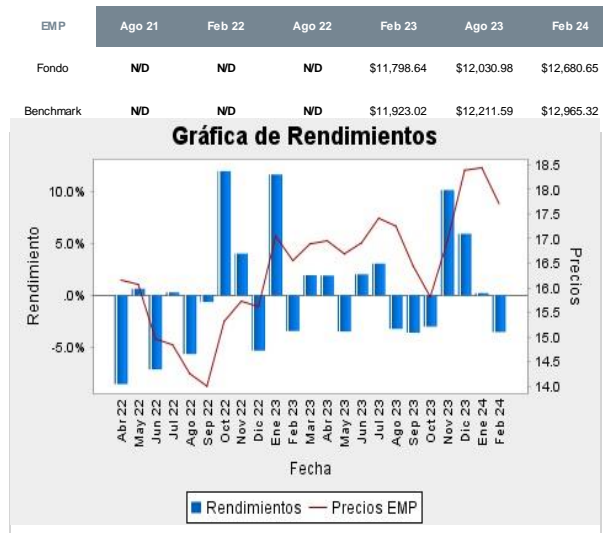 EMP Ago 21 Feb 22 Ago 22 Feb 23 Ago 23 Feb 24
Fondo N/D N/D N/D $11,798.64 $12,030.98 $12,680.65
Benchmark N/D N/D N/D $11,923.02 $12,211.59 $12,965.32
Gráfica de Rendimientos
Rendimiento
10.0%
5.0%
.0%
-5.0%
18.5
18.0
17.5
17.0
16.5
16.0
15.5
15.0
14.5
14.0
Precios
Abr 22 May 22 Jun 22 Jul 22 Ago 22 Sep 22 Oct 22 Nov 22 Dic 22 Ene 23 Feb 23 Mar 23 Abr 23 May 23 Jun 23 Jul 23 Ago 23 Sep 23 Oct 23 Nov 23 Dic 23 Ene 24 Feb 24
Fecha
Rendimientos Precios EMP